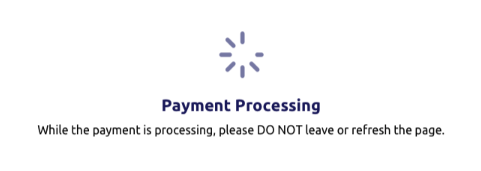 Payment Processing
While the payment is processing, please DO NOT leave or refresh the page.